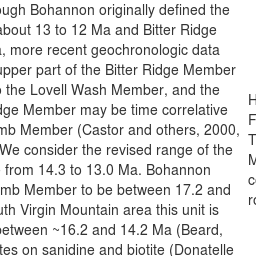 ough Bohannon originally defined the
about 13 to 12 Ma and Bitter Ridge
, more recent geochronologic data
upper part of the Bitter Ridge Member
o the Lovell Wash Member, and the
dge Member may be time correlative
mb Member (Castor and others, 2000,
We consider the revised range of the
from 14.3 to 13.0 Ma. Bohannon
omb Member to be between 17.2 and
uth Virgin Mountain area this unit is
between ~16.2 and 14.2 Ma (Beard,
tes on sanidine and biotite (Donatelle
H
F
T
M
c
r